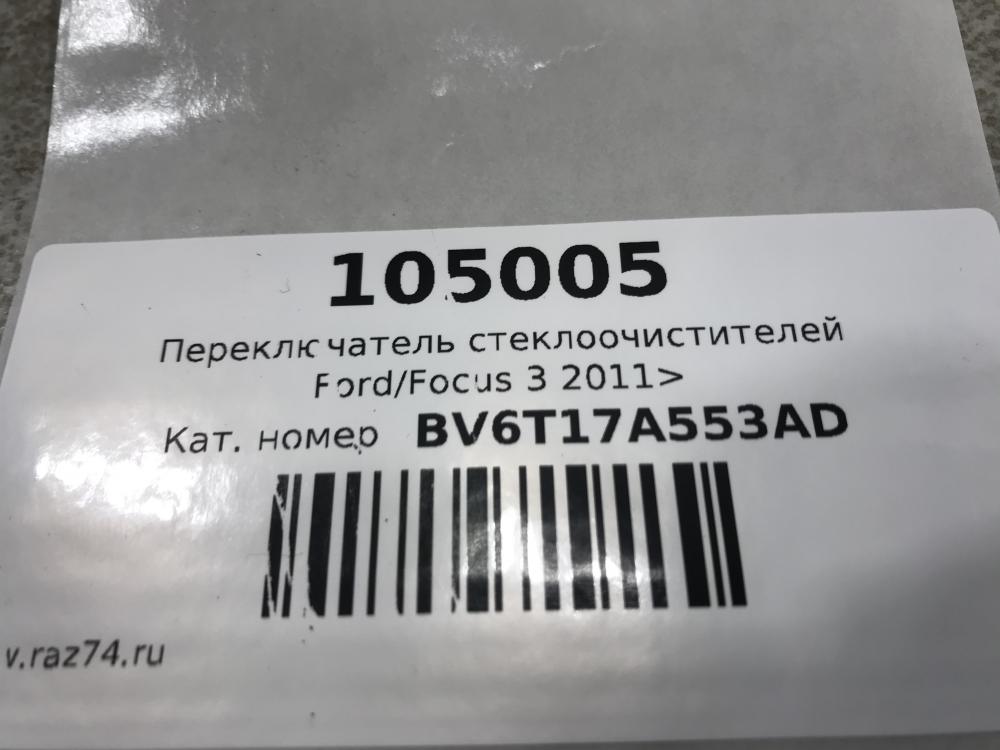 105005
Переключатель стеклоочистителей
Ford/Focus 3 2011>
Кат. номер BV6T17A553AD
v.raz74.ru